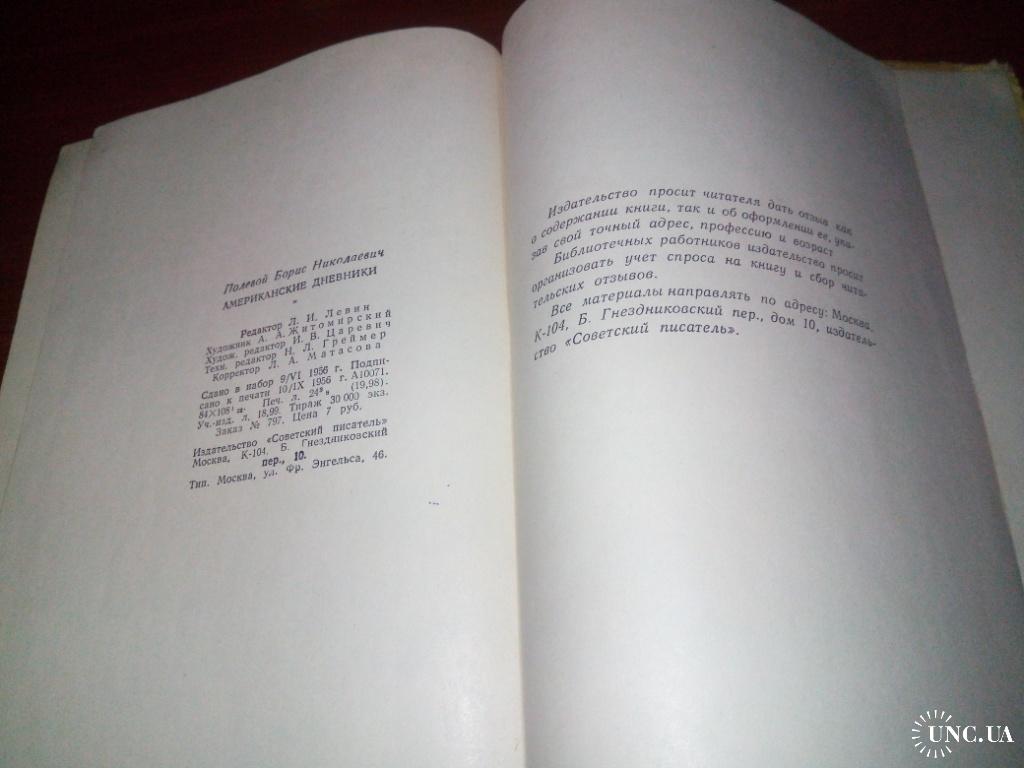 Полевой Борис Николаевич
АМЕРИКАНСКИЕ ДНЕВНИКИ
*
Редактор Л. И. Левин
Художник А. А. Житомирский
Худож. редактор И. В. Царевич
Техн. редактор Н. Л. Греймер
Корректор Л. А. Матасова
Сдано в набор 9/VI 1956 г. Подпи-
сано к печати 10/IX 1956 г. А10071.
84×108¹ Печ. л. 24³ (19,98).
Уч.-изд. л. 18,99. Тираж 30 000 экз.
Заказ № 797. Цена 7 руб.
Издательство «Советский писатель»
Москва, К-104, Б. Гнездниковский
пер., 10.
Тип. Москва, ул. Фр. Энгельса, 46.
Издательство просит читателя дать отзыв как
о содержании книги, так и об оформлении ее, ука-
зав свой точный адрес, профессию и возраст
Библиотечных работников издательство просит
организовать учет спроса на книгу и сбор чита-
тельских отзывов.
Все материалы направлять по адресу: Москва,
К-104, Б. Гнездниковский пер., дом 10, издатель-
ство «Советский писатель».
UNC.UA